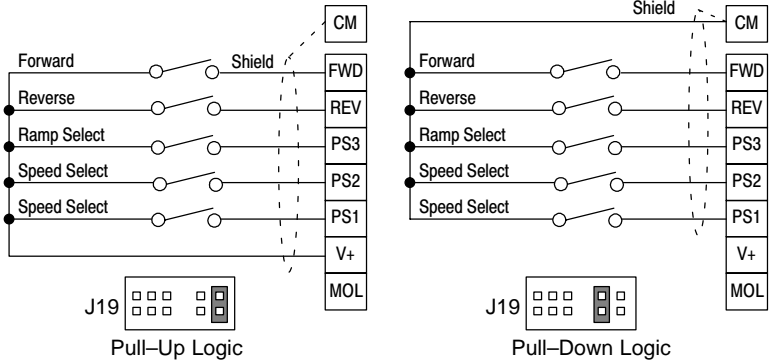 Shield
CM
CM
Forward
Shield
FWD
Forward
FWD
Reverse
REV
Reverse
REV
Ramp Select
PS3
Ramp Select
PS3
Speed Select
PS2
Speed Select
PS2
Speed Select
PS1
Speed Select
PS1
V+
V+
MOL
MOL
J19
J19
Pull–Up Logic
Pull–Down Logic